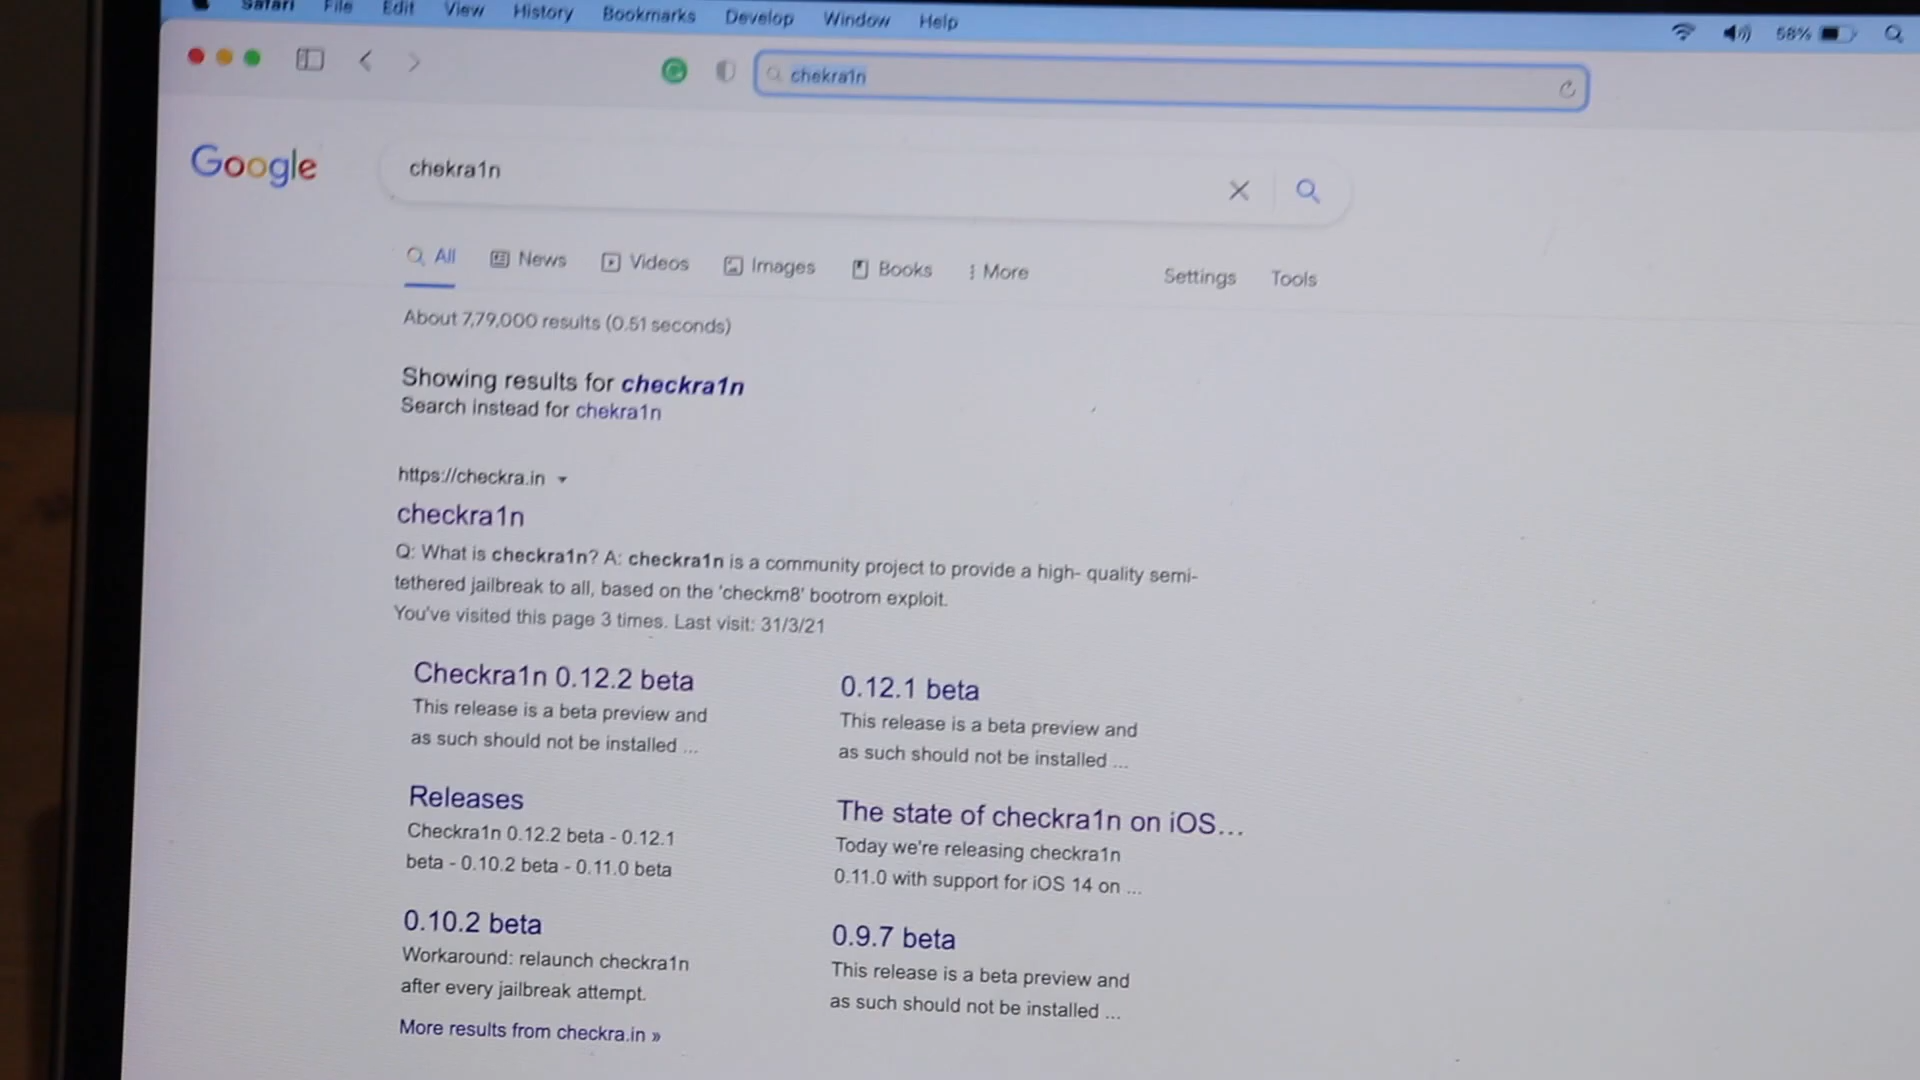 Safari File Edit View History Bookmarks Develop Window Help 58%
chekra1n
Google chekra1n
All News Videos Images Books More Settings Tools
About 7,79,000 results (0.51 seconds)
Showing results for checkra1n
Search instead for chekra1n
https://checkra.in
checkra1n
Q: What is checkra1n? A: checkra1n is a community project to provide a high- quality semi-
tethered jailbreak to all, based on the 'checkm8' bootrom exploit.
You've visited this page 3 times. Last visit: 31/3/21
Checkra1n 0.12.2 beta
This release is a beta preview and
as such should not be installed ...
0.12.1 beta
This release is a beta preview and
as such should not be installed ...
Releases
Checkra1n 0.12.2 beta - 0.12.1
beta - 0.10.2 beta - 0.11.0 beta
The state of checkra1n on iOS...
Today we're releasing checkra1n
0.11.0 with support for iOS 14 on ...
0.10.2 beta
Workaround: relaunch checkra1n
after every jailbreak attempt.
0.9.7 beta
This release is a beta preview and
as such should not be installed ...
More results from checkra.in »